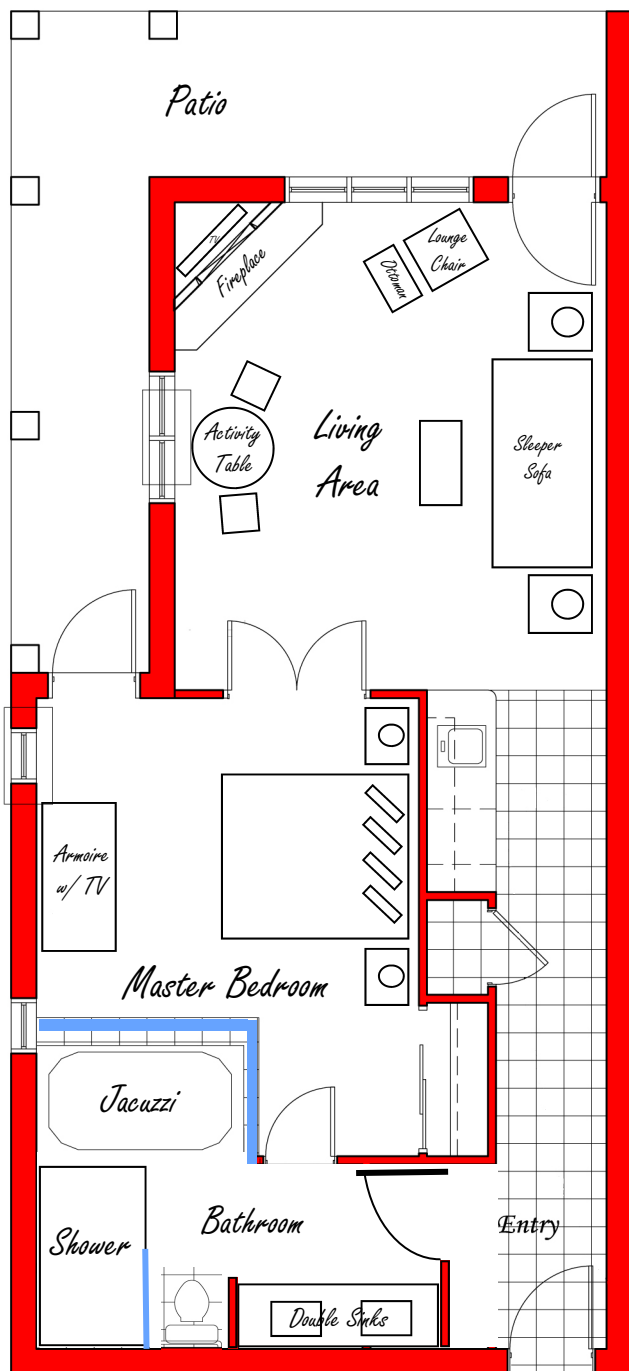 Patio
TV
Fireplace
Lounge
Chair
Ottoman
Activity
Table
Living
Area
Sleeper
Sofa
Armoire
w/ TV
Master Bedroom
Jacuzzi
Shower
Bathroom
Entry
Double Sinks